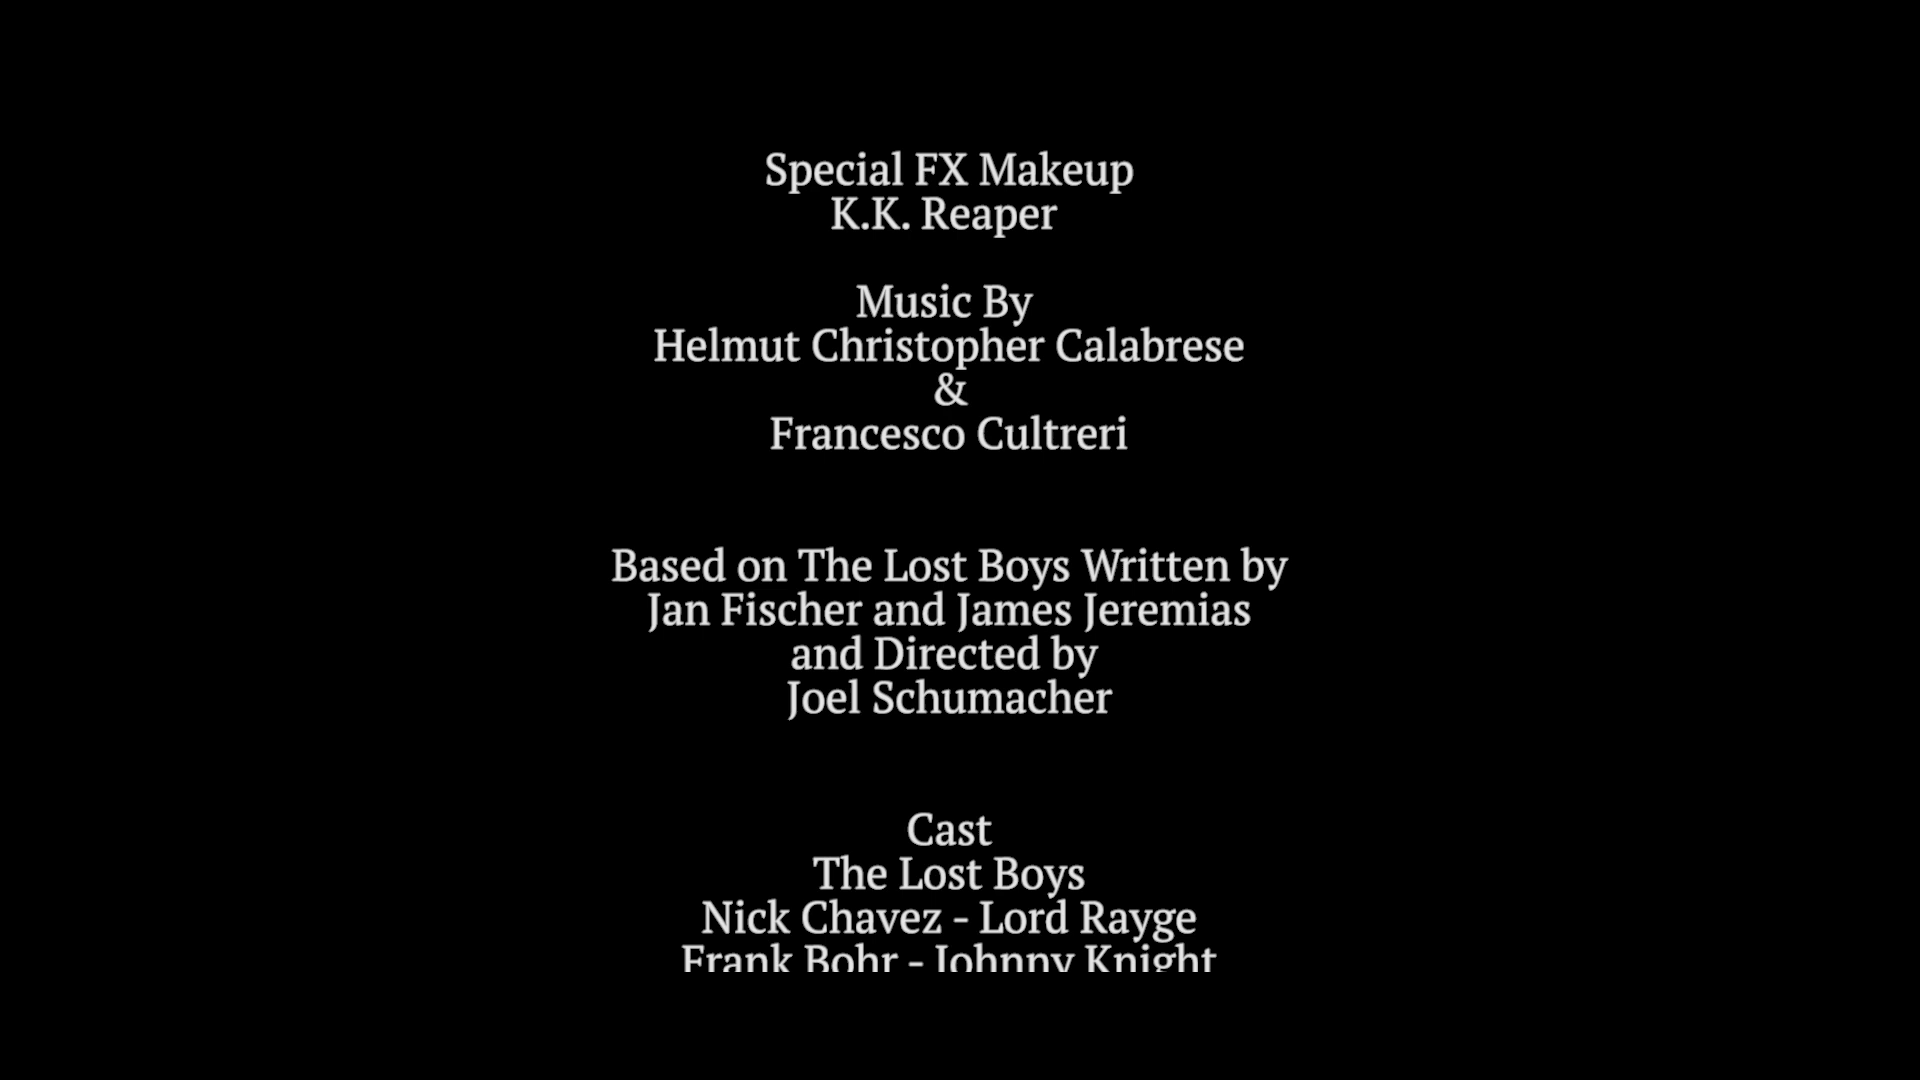 Special FX Makeup
K.K. Reaper
Music By
Helmut Christopher Calabrese
&
Francesco Cultreri
Based on The Lost Boys Written by
Jan Fischer and James Jeremias
and Directed by
Joel Schumacher
Cast
The Lost Boys
Nick Chavez - Lord Rayge
Frank Bohr - Johnny Knight